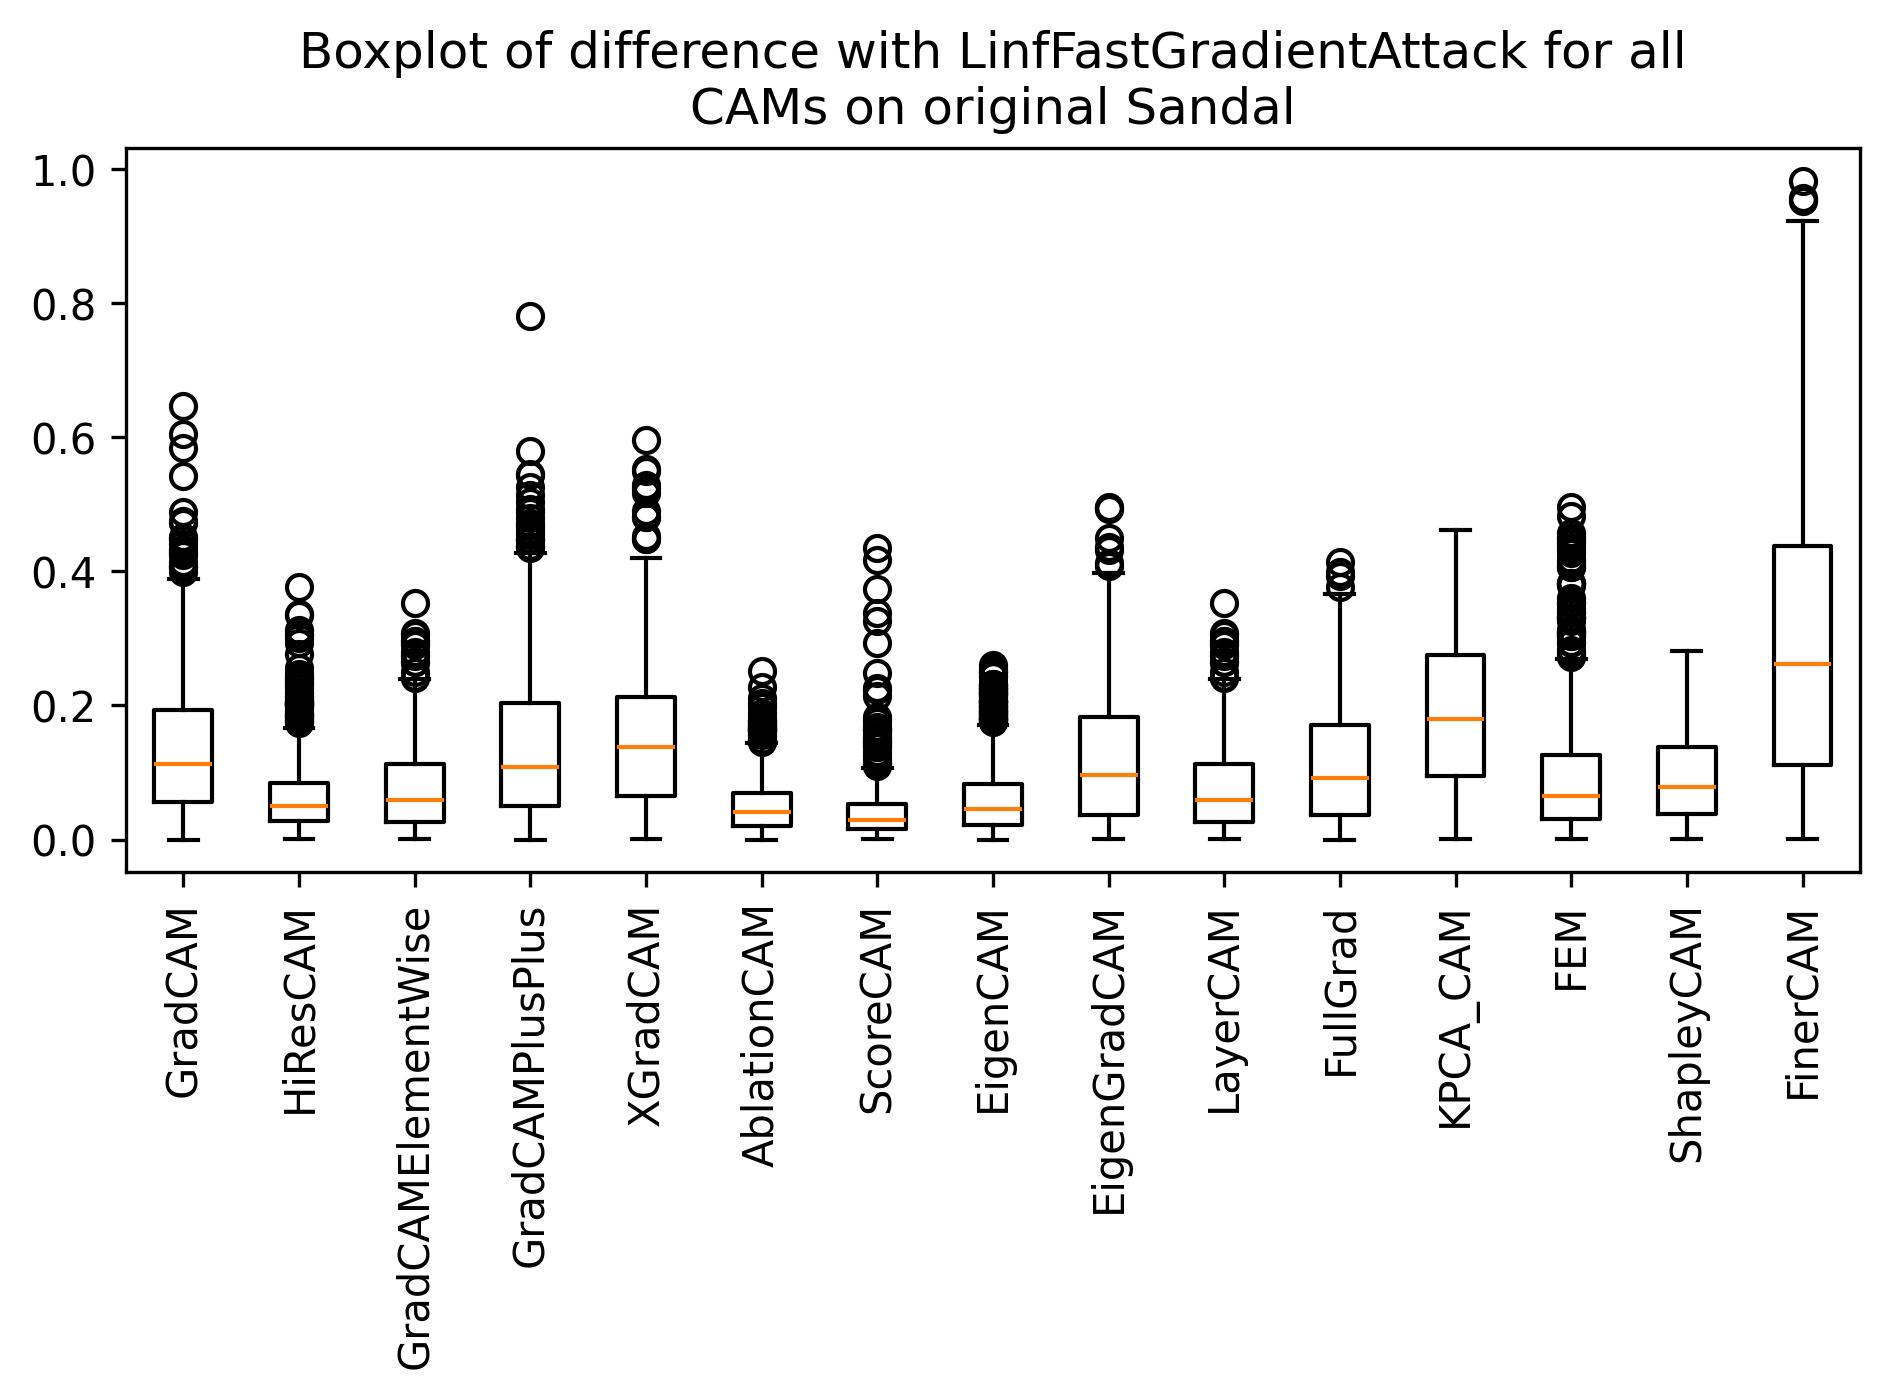 Boxplot of difference with LinfFastGradientAttack for all
CAMs on original Sandal
1.0
0.8
0.6
0.4
0.2
0.0
GradCAM
HiResCAM
GradCAMElementWise
GradCAMPlusPlus
XGradCAM
AblationCAM
ScoreCAM
EigenCAM
EigenGradCAM
LayerCAM
FullGrad
KPCA_CAM
FEM
ShapleyCAM
FinerCAM